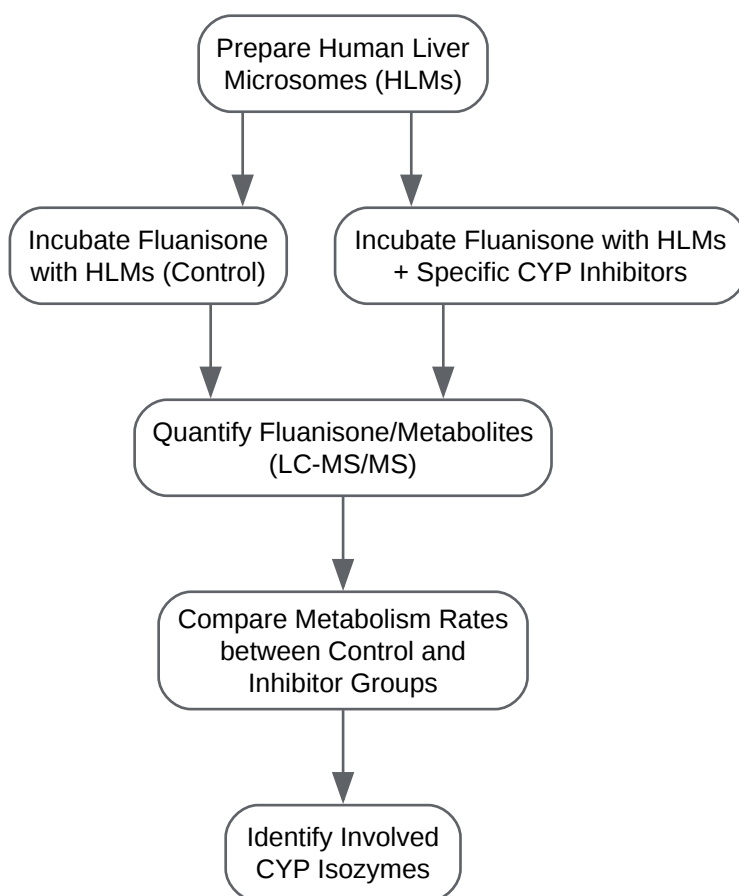 Prepare Human Liver
Microsomes (HLMs)
Incubate Fluanisone
with HLMs (Control)
Incubate Fluanisone with HLMs
+ Specific CYP Inhibitors
Quantify Fluanisone/Metabolites
(LC-MS/MS)
Compare Metabolism Rates
between Control and
Inhibitor Groups
Identify Involved
CYP Isozymes